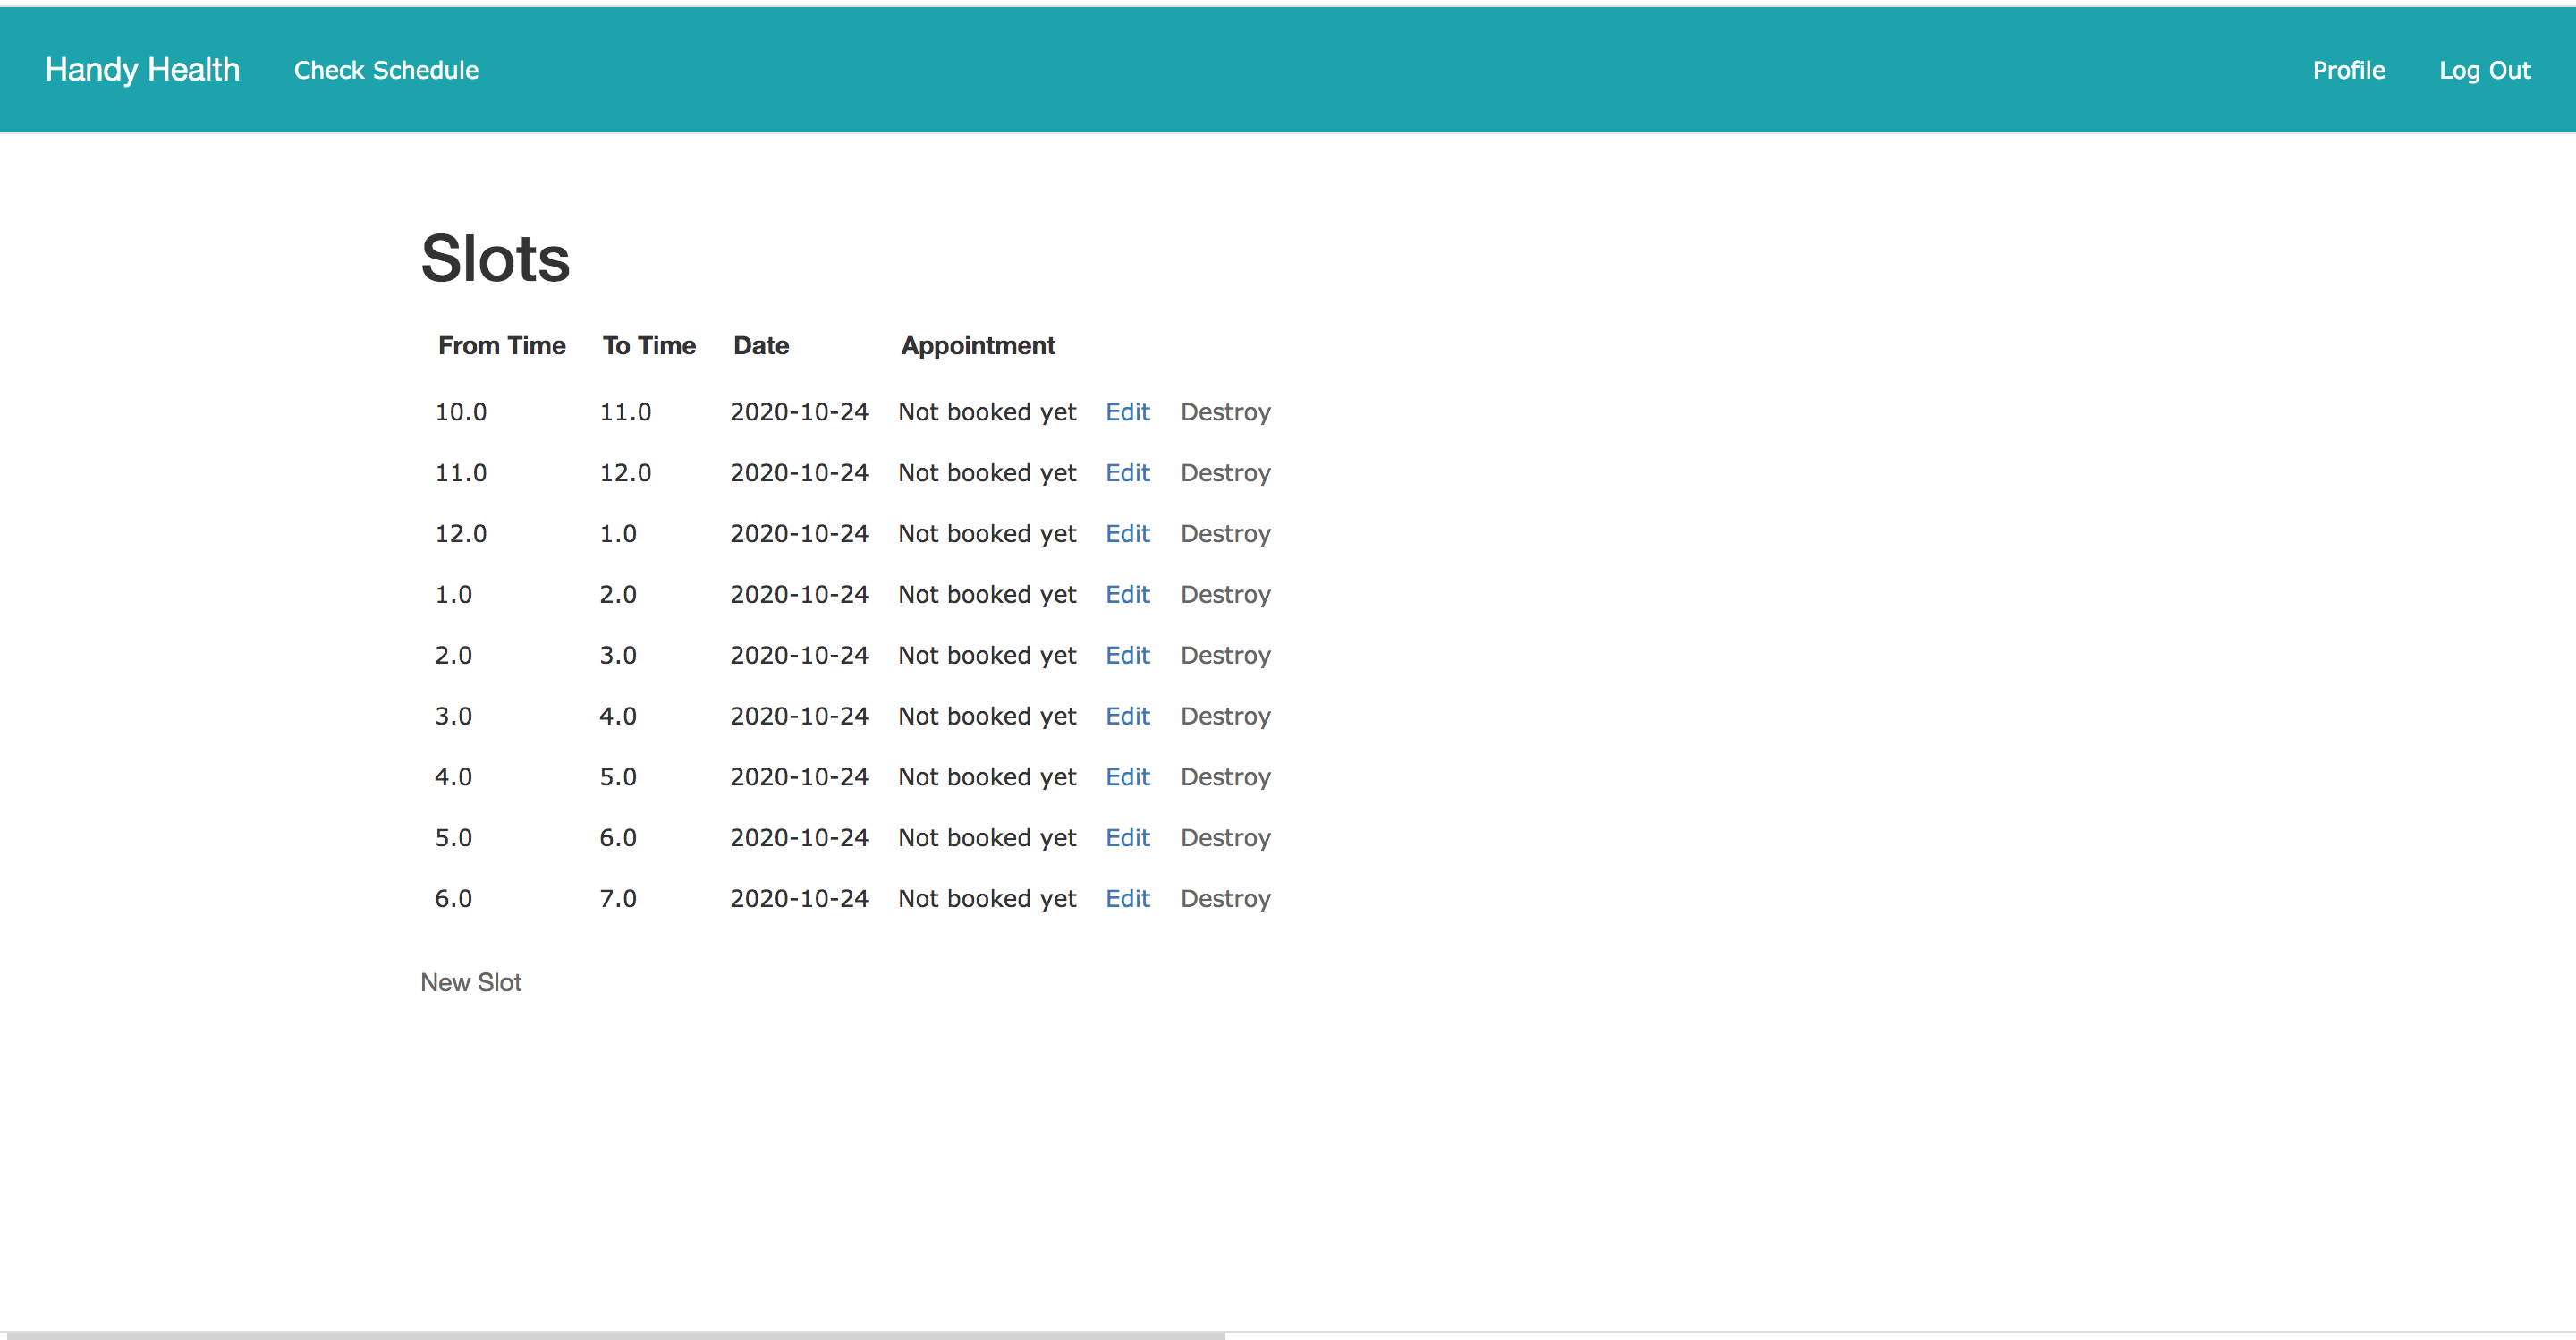 Handy Health Check Schedule Profile Log Out
Slots
From Time To Time Date Appointment
10.0 11.0 2020-10-24 Not booked yet Edit Destroy
11.0 12.0 2020-10-24 Not booked yet Edit Destroy
12.0 1.0 2020-10-24 Not booked yet Edit Destroy
1.0 2.0 2020-10-24 Not booked yet Edit Destroy
2.0 3.0 2020-10-24 Not booked yet Edit Destroy
3.0 4.0 2020-10-24 Not booked yet Edit Destroy
4.0 5.0 2020-10-24 Not booked yet Edit Destroy
5.0 6.0 2020-10-24 Not booked yet Edit Destroy
6.0 7.0 2020-10-24 Not booked yet Edit Destroy
New Slot